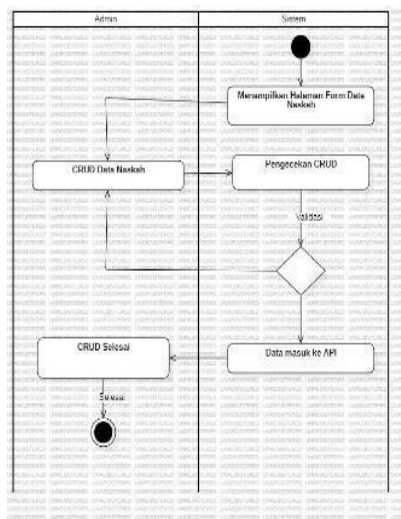 Admin
Sistem
Menampilkan Halaman Form Data
Naskah
CRUD Data Naskah
Pengecekan CRUD
Validasi
CRUD Selesai
Data masuk ke API
Selesai